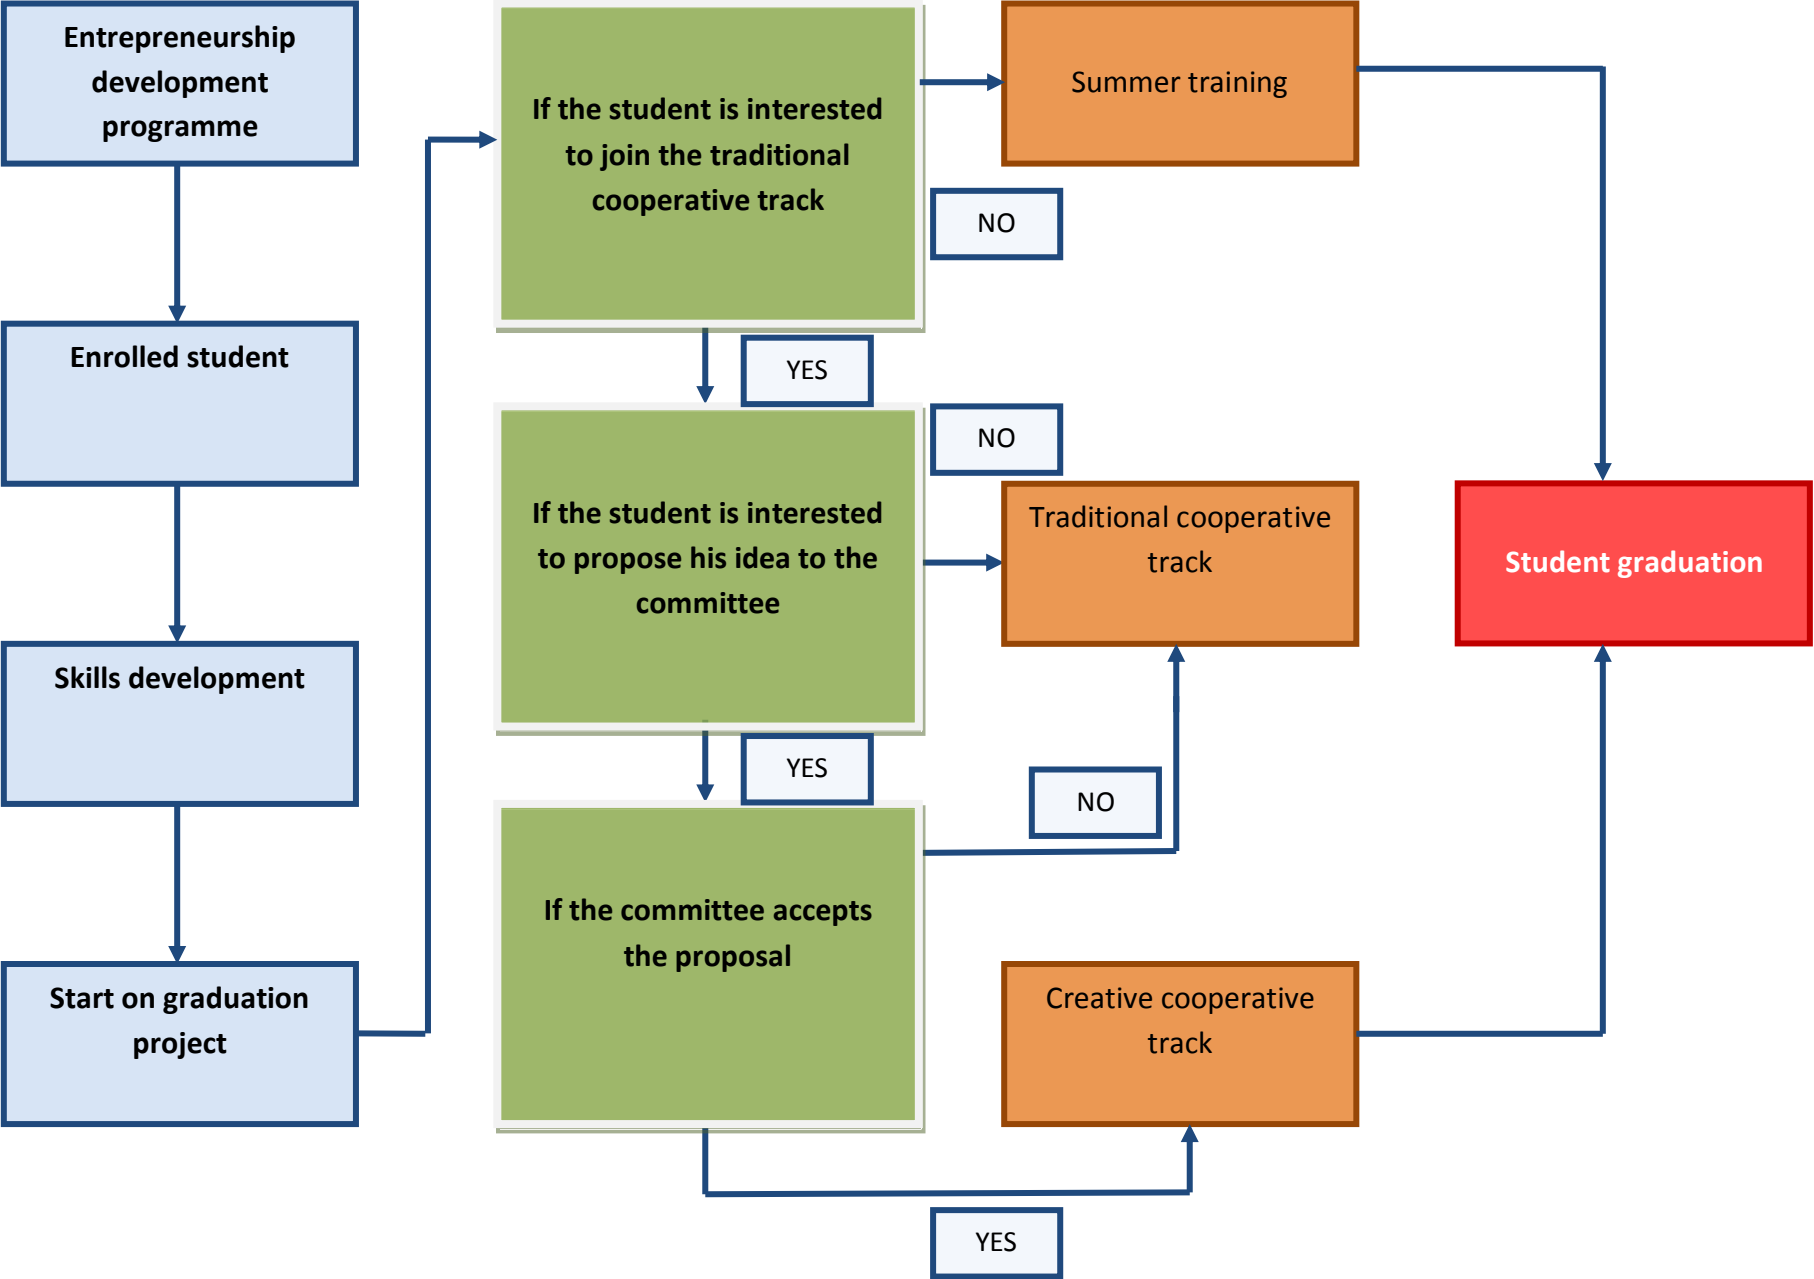 Entrepreneurship
development
programme
Enrolled student
Skills development
Start on graduation
project
If the student is interested
to join the traditional
cooperative track
NO
YES
If the student is interested
to propose his idea to the
committee
NO
YES
If the committee accepts
the proposal
NO
YES
Summer training
Traditional cooperative
track
Creative cooperative
track
Student graduation